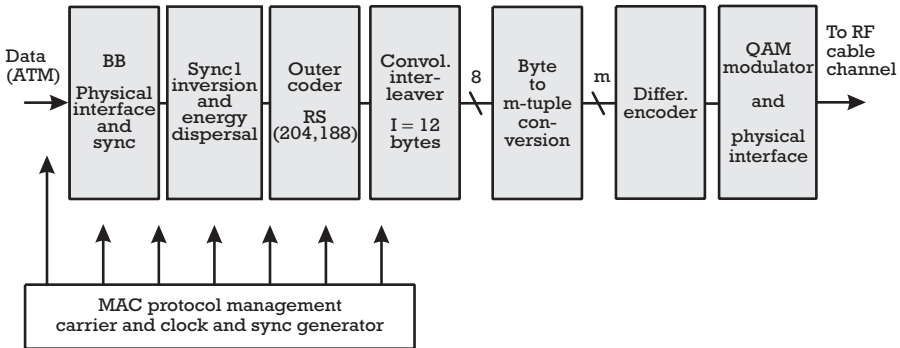 Data
(ATM)
BB
Physical
interface
and
sync
Sync1
inversion
and
energy
dispersal
Outer
coder
RS
(204,188)
Convol.
inter-
leaver
I = 12
bytes
8
Byte
to
m-tuple
con-
version
m
Differ.
encoder
QAM
modulator
and
physical
interface
To RF
cable
channel
MAC protocol management
carrier and clock and sync generator